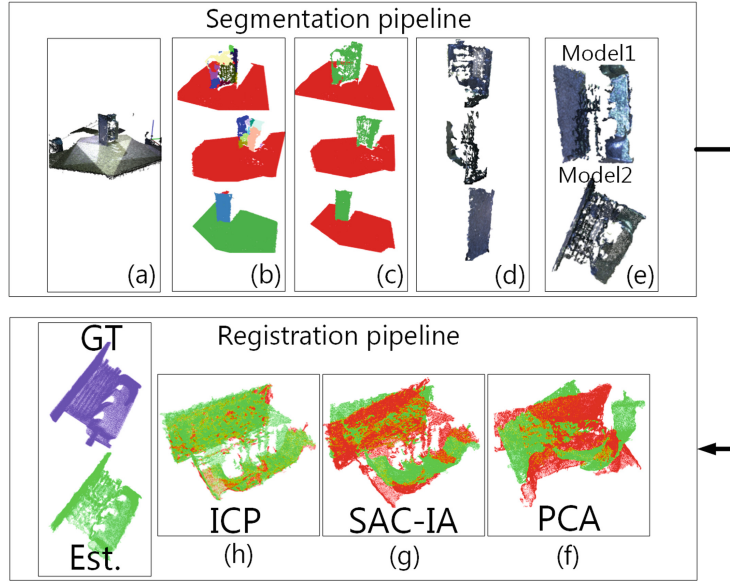 Segmentation pipeline
Model1
Model2
(a)
(b)
(c)
(d)
(e)
Registration pipeline
GT
Est.
ICP
SAC-IA
PCA
(h)
(g)
(f)